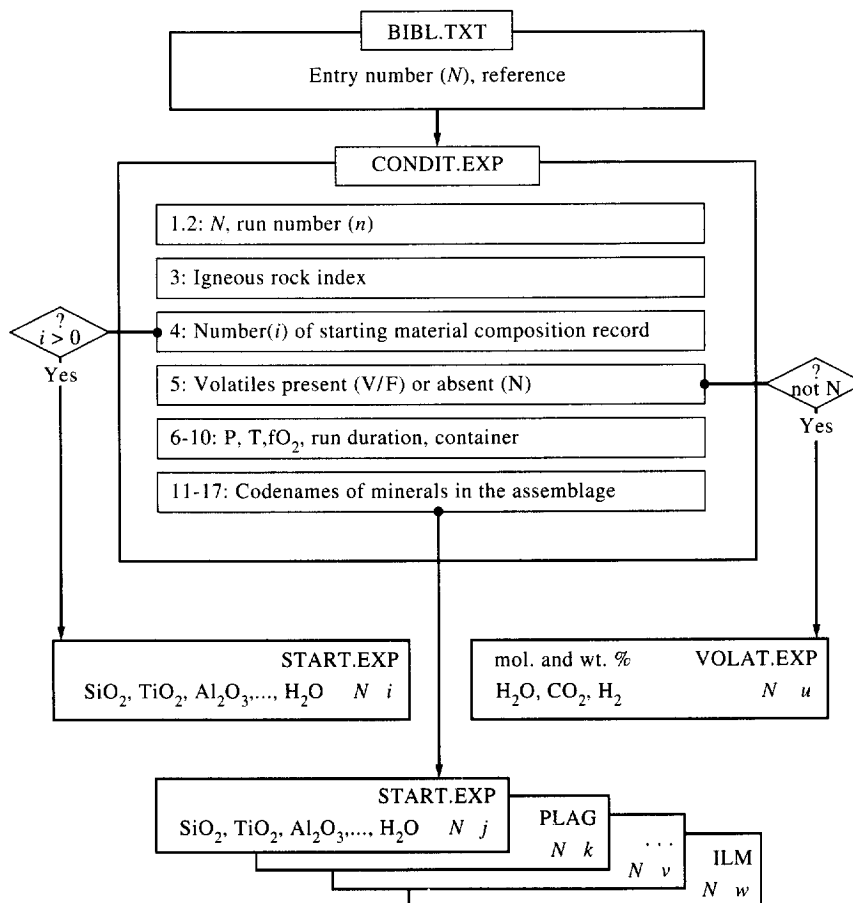 BIBL.TXT
Entry number (N), reference
CONDIT.EXP
1.2: N, run number (n)
3: Igneous rock index
?
i > 0
Yes
4: Number(i) of starting material composition record
5: Volatiles present (V/F) or absent (N)
?
not N
Yes
6-10: P, T,fO₂, run duration, container
11-17: Codenames of minerals in the assemblage
START.EXP
SiO₂, TiO₂, Al₂O₃,..., H₂O N i
mol. and wt. % VOLAT.EXP
H₂O, CO₂, H₂ N u
START.EXP
SiO₂, TiO₂, Al₂O₃,..., H₂O N j
PLAG
N k
. . .
N v
ILM
N w